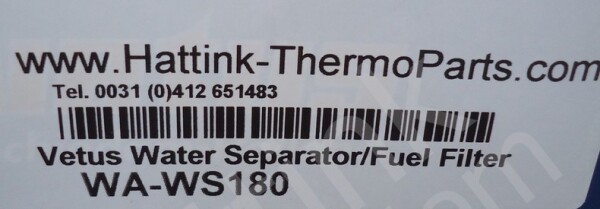 www.Hattink-ThermoParts.com
Tel. 0031 (0)412 651483
Vetus Water Separator/Fuel Filter
WA-WS180